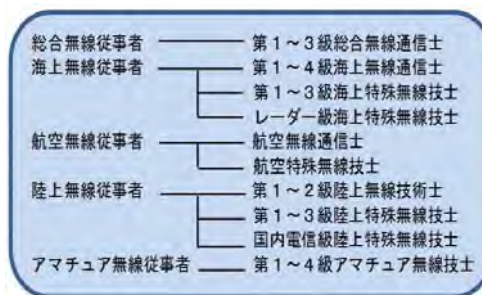 総合無線従事者 第1～3級総合無線通信士
海上無線従事者 第1～4級海上無線通信士
第1～3級海上特殊無線技士
レーダー級海上特殊無線技士
航空無線従事者 航空無線通信士
航空特殊無線技士
陸上無線従事者 第1～2級陸上無線技術士
第1～3級陸上特殊無線技士
国内電信級陸上特殊無線技士
アマチュア無線従事者 第1～4級アマチュア無線技士